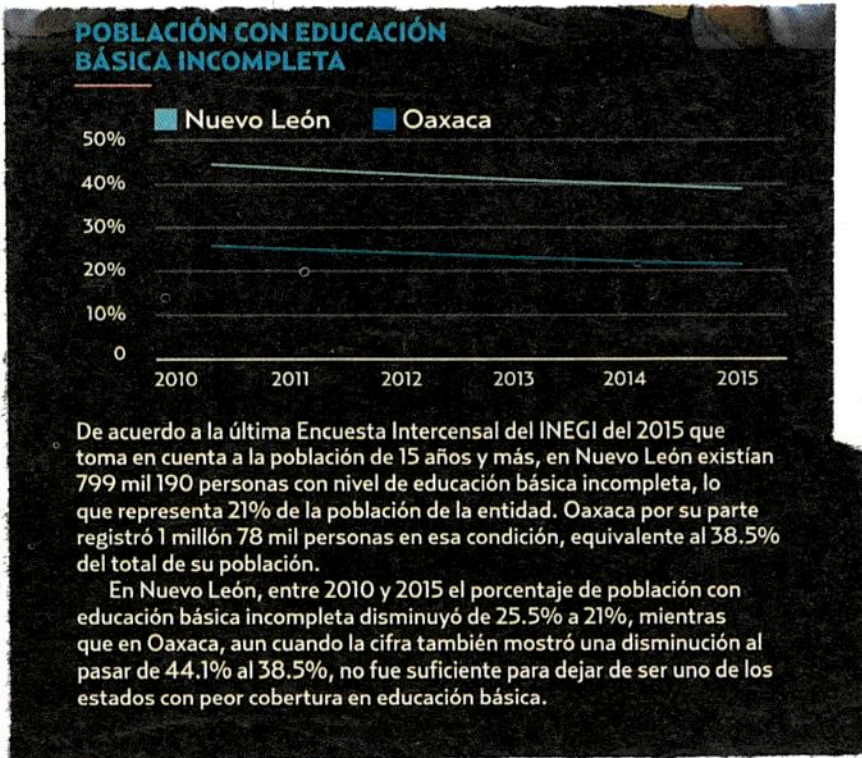 POBLACIÓN CON EDUCACIÓN
BÁSICA INCOMPLETA
Nuevo León Oaxaca
50%
40%
30%
20%
10%
0
2010 2011 2012 2013 2014 2015
De acuerdo a la última Encuesta Intercensal del INEGI del 2015 que
toma en cuenta a la población de 15 años y más, en Nuevo León existían
799 mil 190 personas con nivel de educación básica incompleta, lo
que representa 21% de la población de la entidad. Oaxaca por su parte
registró 1 millón 78 mil personas en esa condición, equivalente al 38.5%
del total de su población.
En Nuevo León, entre 2010 y 2015 el porcentaje de población con
educación básica incompleta disminuyó de 25.5% a 21%, mientras
que en Oaxaca, aun cuando la cifra también mostró una disminución al
pasar de 44.1% al 38.5%, no fue suficiente para dejar de ser uno de los
estados con peor cobertura en educación básica.